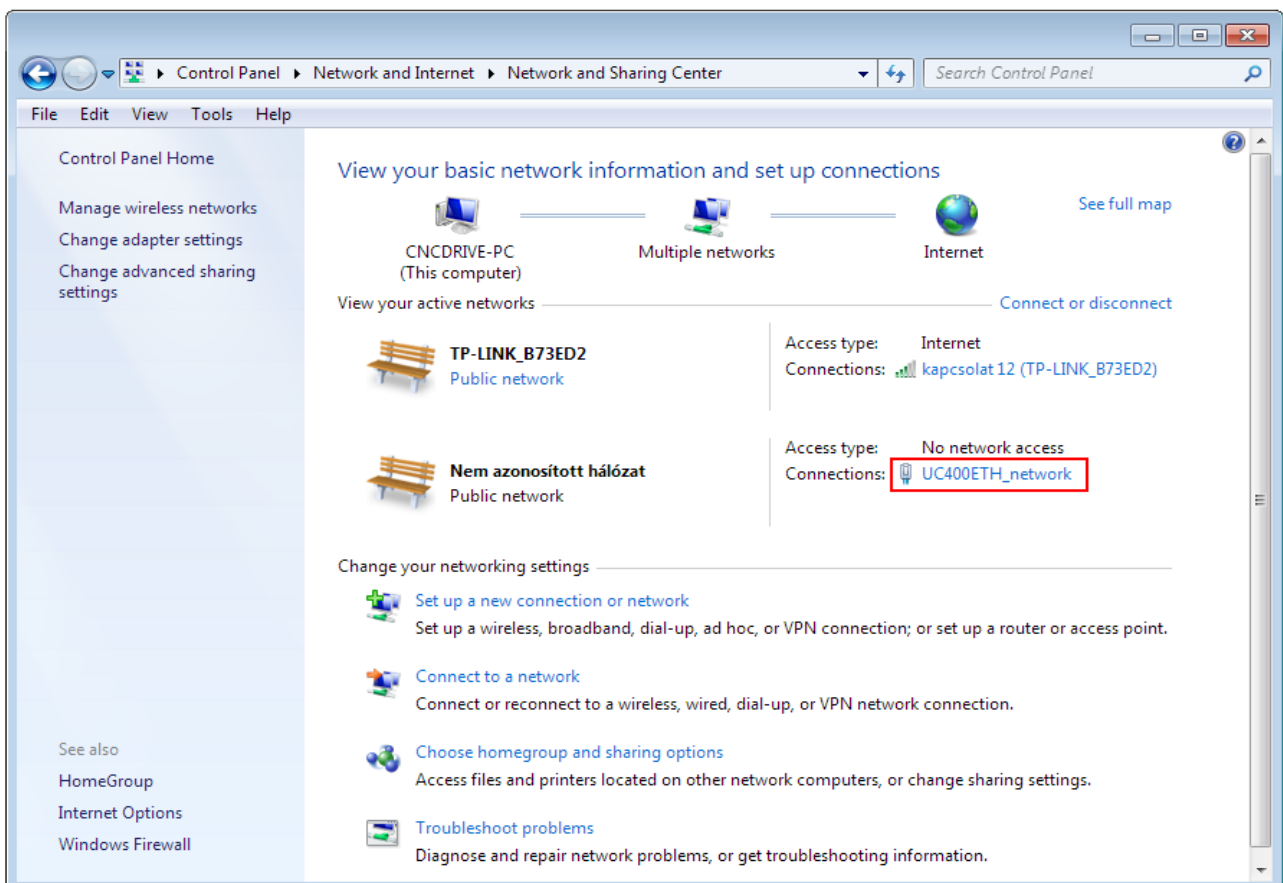 Control Panel Network and Internet Network and Sharing Center Search Control Panel
File Edit View Tools Help
Control Panel Home
Manage wireless networks
Change adapter settings
Change advanced sharing
settings
View your basic network information and set up connections
See full map
CNCDRIVE-PC
(This computer)
Multiple networks
Internet
View your active networks
Connect or disconnect
TP-LINK_B73ED2
Public network
Access type: Internet
Connections: kapcsolat 12 (TP-LINK_B73ED2)
Nem azonosított hálózat
Public network
Access type: No network access
Connections: UC400ETH_network
Change your networking settings
Set up a new connection or network
Set up a wireless, broadband, dial-up, ad hoc, or VPN connection; or set up a router or access point.
Connect to a network
Connect or reconnect to a wireless, wired, dial-up, or VPN network connection.
Choose homegroup and sharing options
Access files and printers located on other network computers, or change sharing settings.
Troubleshoot problems
Diagnose and repair network problems, or get troubleshooting information.
See also
HomeGroup
Internet Options
Windows Firewall